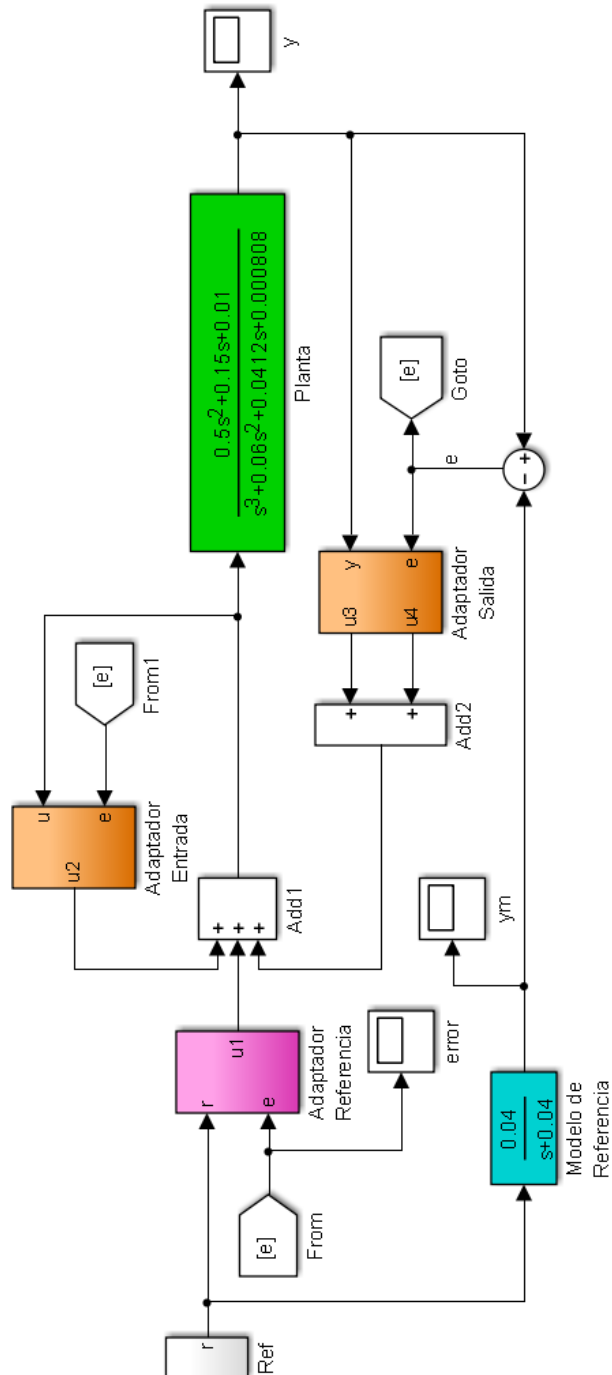 r
Ref
[e]
From
r
e
u1
Adaptador
Referencia
error
0.04
s+0.04
Modelo de
Referencia
ym
u2
u
e
Adaptador
Entrada
[e]
From1
+
+
+
Add1
0.5s²+0.15s+0.01
s³+0.06s²+0.0412s+0.000808
Planta
y
u3
y
u4
e
Adaptador
Salida
+
+
Add2
[e]
Goto
e
- +